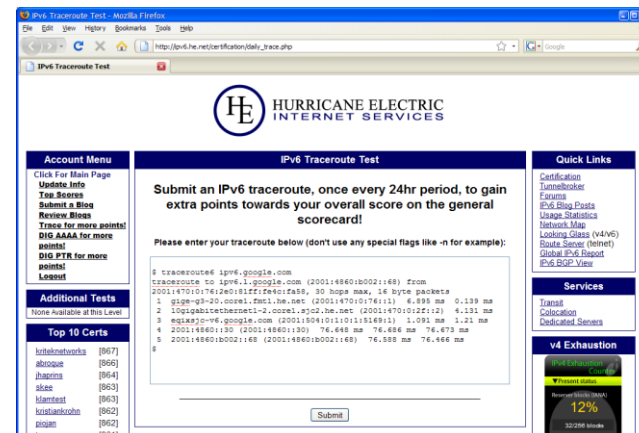 IPv6 Traceroute Test - Mozilla Firefox
File Edit View History Bookmarks Tools Help
http://ipv6.he.net/certification/daily_trace.php
Google
IPv6 Traceroute Test
HE HURRICANE ELECTRIC
INTERNET SERVICES
Account Menu
Click For Main Page
Update Info
Top Scores
Submit a Blog
Review Blogs
Trace for more points!
DIG AAAA for more
points!
DIG PTR for more
points!
Logout
Additional Tests
None Available at this Level
Top 10 Certs
kriteknetworks [867]
abroque [566]
jhaprins [864]
skee [863]
klamtest [863]
kristiankrohn [862]
piojan [862]
IPv6 Traceroute Test
Submit an IPv6 traceroute, once every 24hr period, to gain
extra points towards your overall score on the general
scorecard!
Please enter your traceroute below (don't use any special flags like -n for example):
$ traceroute6 ipv6.google.com
traceroute to ipv6.l.google.com (2001:4860:b002::68) from
2001:470:0:76:2e0:81ff:fe4c:fa58, 30 hops max, 16 byte packets
1 gige-g3-20.core1.fmt1.he.net (2001:470:0:76::1) 6.895 ms 0.139 ms
2 10gigabitethernet1-2.core1.sjc2.he.net (2001:470:0:2f::2) 4.131 ms
3 eqixsjo-v6.google.com (2001:504:0:1:0:1:5169:1) 1.091 ms 1.21 ms
4 2001:4860::30 (2001:4860::30) 76.648 ms 76.686 ms 76.673 ms
5 2001:4860:b002::68 (2001:4860:b002::68) 76.588 ms 76.466 ms
$
Submit
Quick Links
Certification
Tunnelbroker
Forums
IPv6 Blog Posts
Usage Statistics
Network Map
Looking Glass (v4/v6)
Route Server (telnet)
Global IPv6 Report
IPv6 BGP View
Services
Transit
Colocation
Dedicated Servers
v4 Exhaustion
IPv4 Exhaustion
Counter
▼Present status
Reserver blocks (IANA)
12%
32/256 blocks